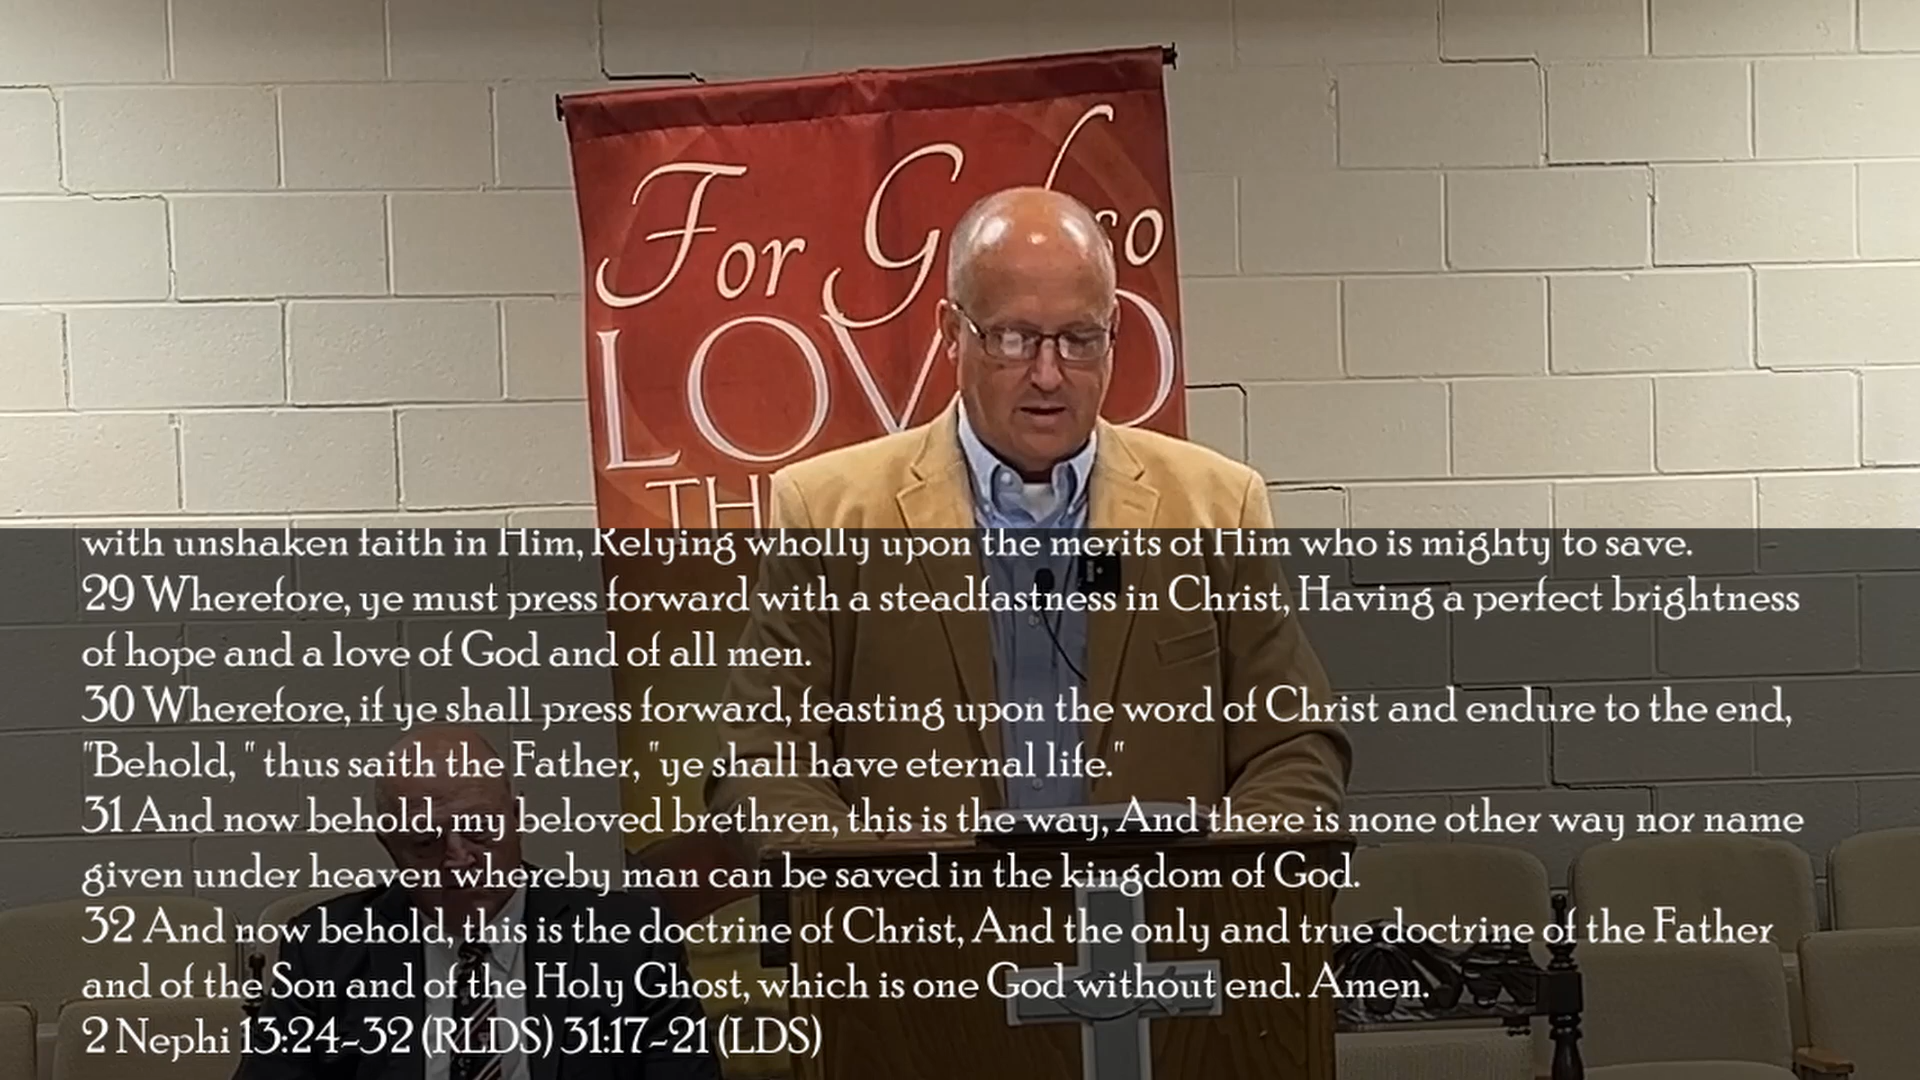 For G so
LOV D
TH
with unshaken faith in Him, Relying wholly upon the merits of Him who is mighty to save.
29 Wherefore, ye must press forward with a steadfastness in Christ, Having a perfect brightness
of hope and a love of God and of all men.
30 Wherefore, if ye shall press forward, feasting upon the word of Christ and endure to the end,
"Behold, " thus saith the Father, "ye shall have eternal life."
31 And now behold, my beloved brethren, this is the way, And there is none other way nor name
given under heaven whereby man can be saved in the kingdom of God.
32 And now behold, this is the doctrine of Christ, And the only and true doctrine of the Father
and of the Son and of the Holy Ghost, which is one God without end. Amen.
2 Nephi 13:24-32 (RLDS) 31:17-21 (LDS)